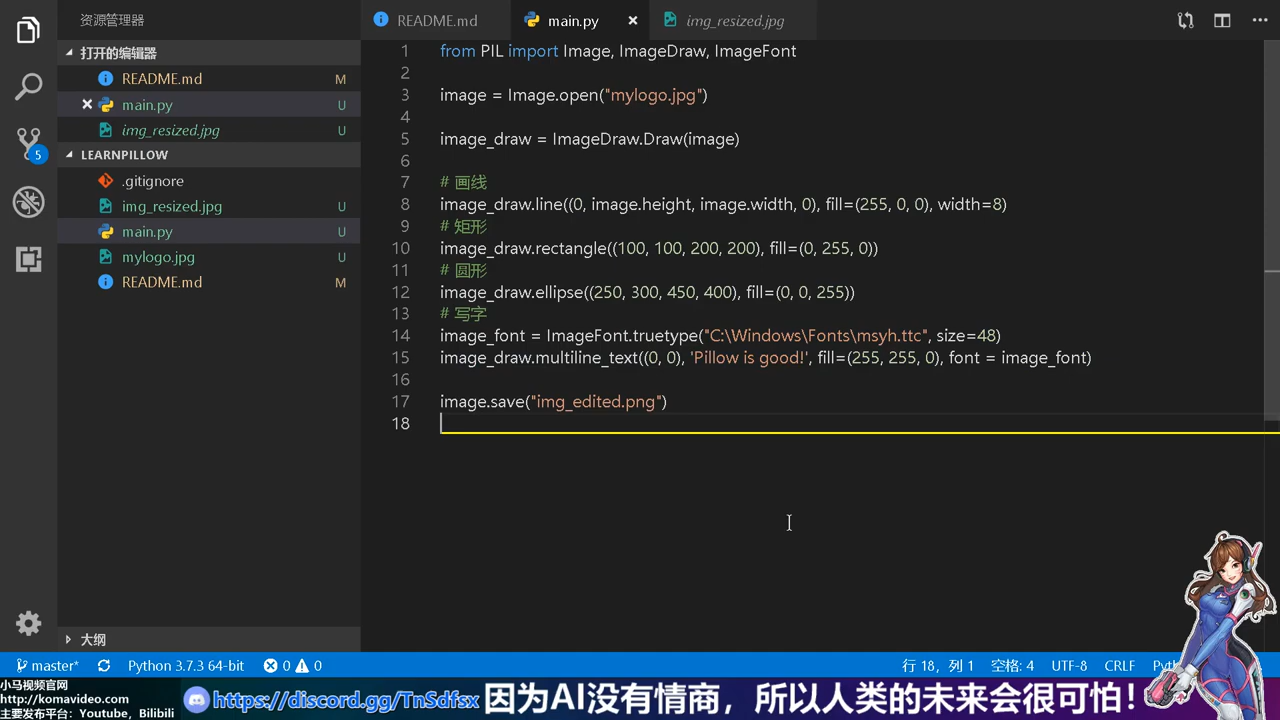 资源管理器
README.md
main.py
img_resized.jpg
打开的编辑器
README.md M
main.py U
img_resized.jpg U
LEARNPILLOW
.gitignore
img_resized.jpg U
main.py U
mylogo.jpg U
README.md M
大纲
5
1 from PIL import Image, ImageDraw, ImageFont
2
3 image = Image.open("mylogo.jpg")
4
5 image_draw = ImageDraw.Draw(image)
6
7 # 画线
8 image_draw.line((0, image.height, image.width, 0), fill=(255, 0, 0), width=8)
9 # 矩形
10 image_draw.rectangle((100, 100, 200, 200), fill=(0, 255, 0))
11 # 圆形
12 image_draw.ellipse((250, 300, 450, 400), fill=(0, 0, 255))
13 # 写字
14 image_font = ImageFont.truetype("C:\Windows\Fonts\msyh.ttc", size=48)
15 image_draw.multiline_text((0, 0), 'Pillow is good!', fill=(255, 255, 0), font = image_font)
16
17 image.save("img_edited.png")
18
master* Python 3.7.3 64-bit 0 0 行 18，列 1 空格: 4 UTF-8 CRLF
小马视频官网
http://komavideo.com
主要发布平台: Youtube, Bilibili
https://discord.gg/TnSdfsx 因为AI没有情商，所以人类的未来会很可怕！